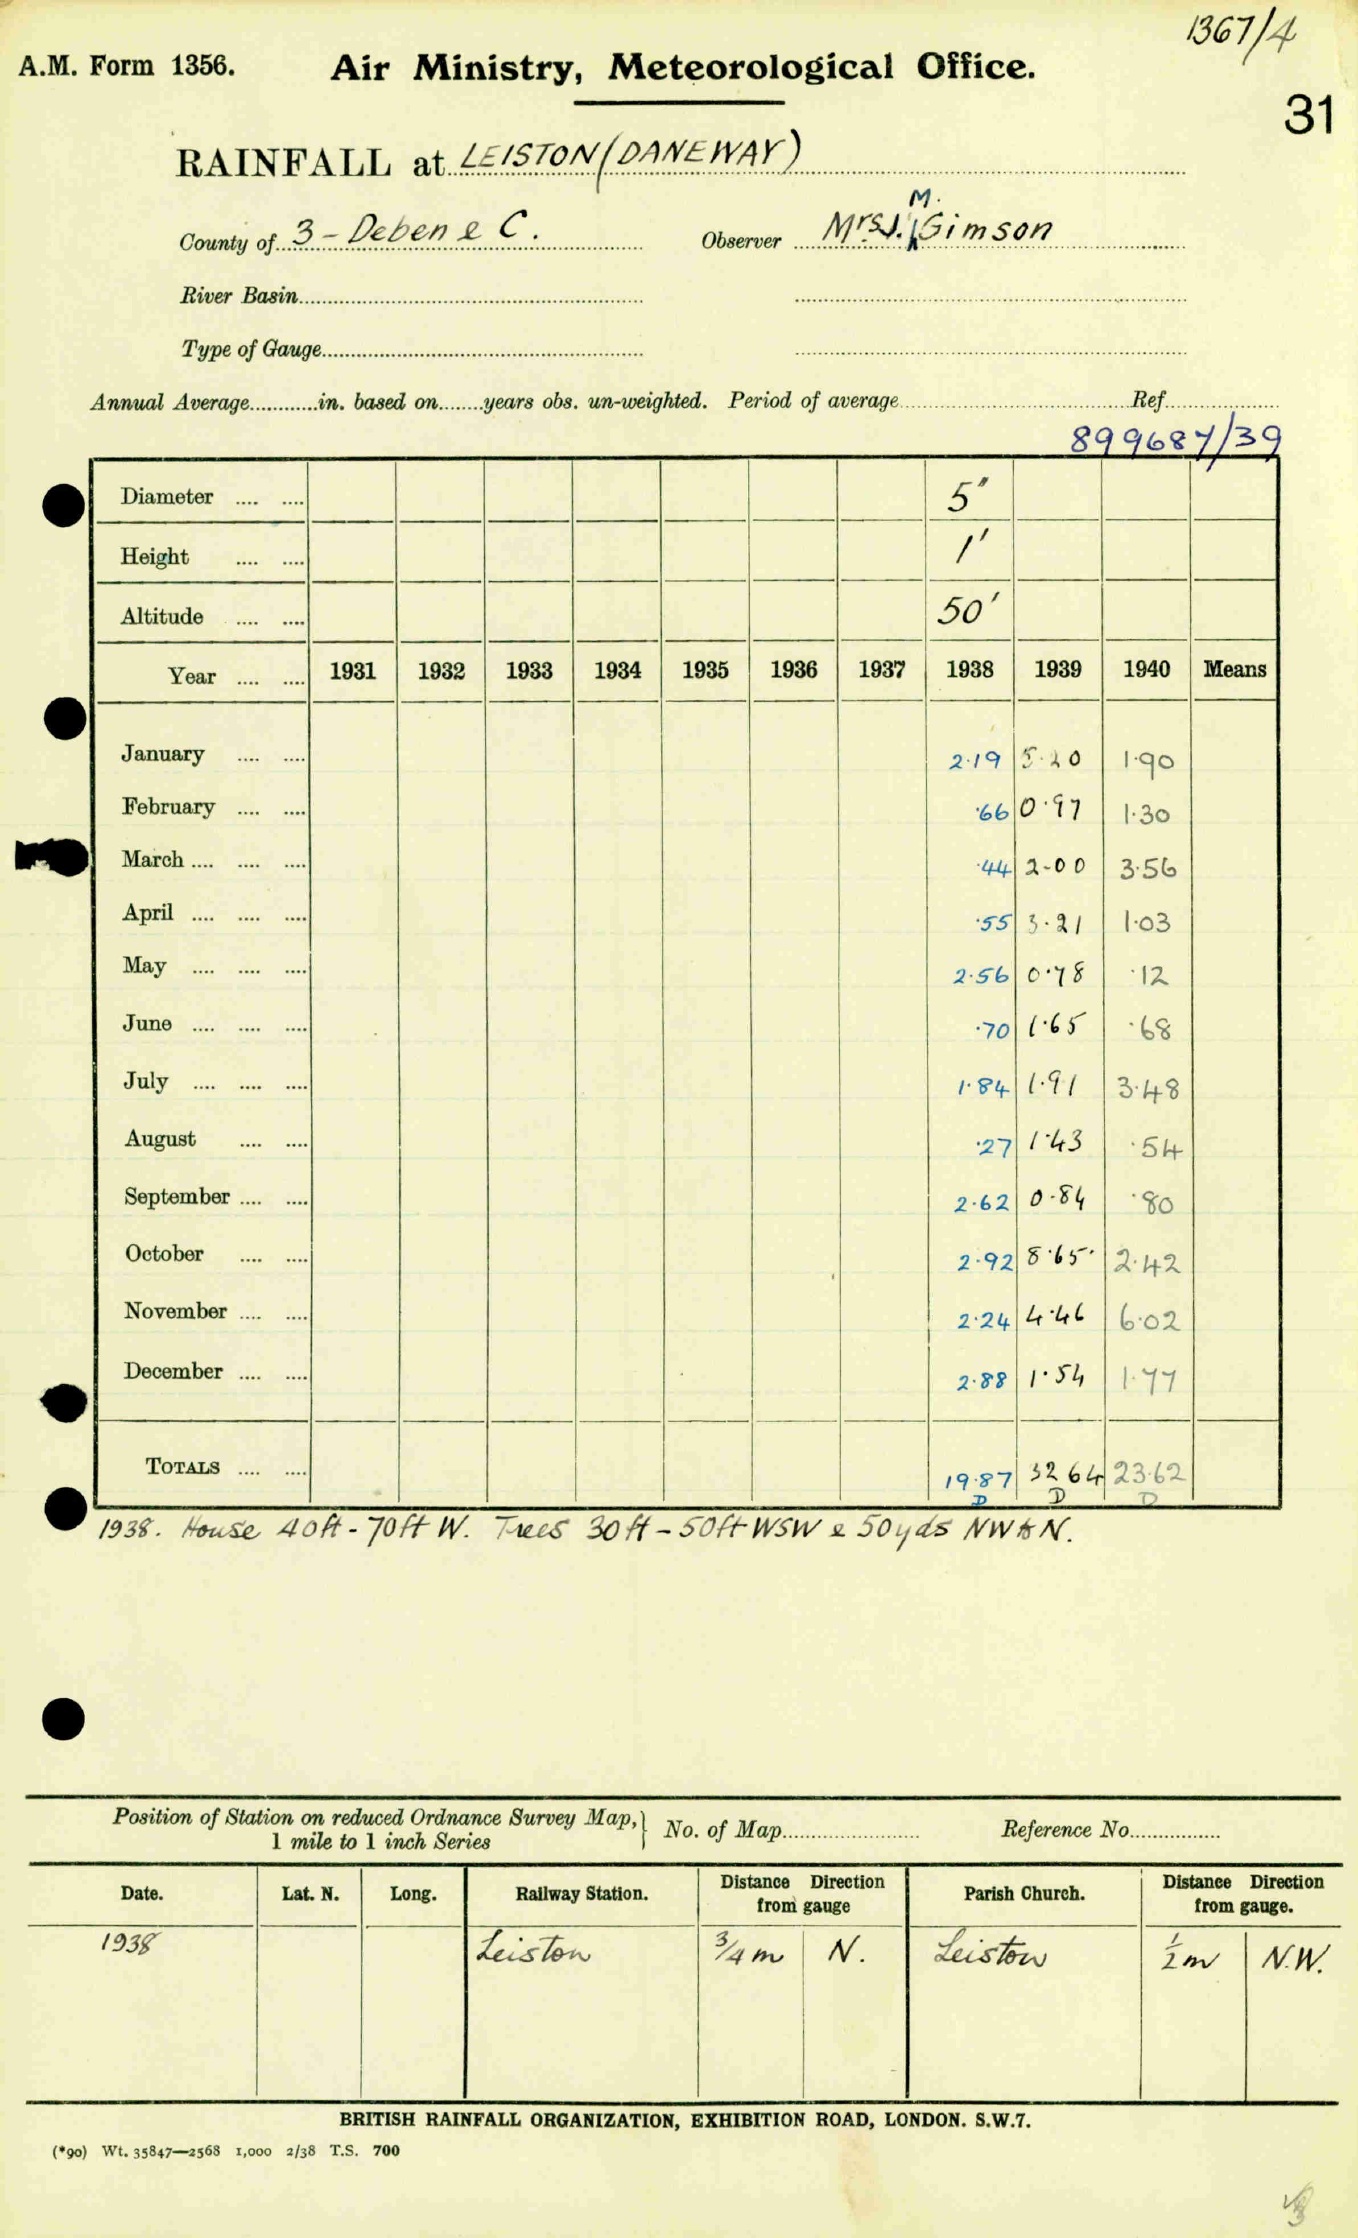 1367/4
A.M. Form 1356. Air Ministry, Meteorological Office.
31
RAINFALL at LEISTON (DANEWAY)
County of 3 - Deben & C. Observer Mrs J. M. Gimson
River Basin
Type of Gauge
Annual Average............in. based on........years obs. un-weighted. Period of average Ref.
899687/39
Diameter .... .... 5"
Height .... .... 1'
Altitude .... .... 50'
Year .... .... 1931 1932 1933 1934 1935 1936 1937 1938 1939 1940 Means
January .... .... 2.19 5.20 1.90
February .... .... .66 0.97 1.30
March .... .... .... .44 2.00 3.56
April .... .... .... .55 3.21 1.03
May .... .... .... 2.56 0.78 .12
June .... .... .... .70 1.65 .68
July .... .... .... 1.84 1.91 3.48
August .... .... .27 1.43 .54
September .... .... 2.62 0.84 .80
October .... .... 2.92 8.65 2.42
November .... .... 2.24 4.46 6.02
December .... .... 2.88 1.54 1.77
TOTALS .... .... 19.87 32 64 23.62
D D D
1938. House 40ft - 70ft W. Trees 30ft - 50ft WSW & 50yds NW to N.
Position of Station on reduced Ordnance Survey Map, 1 mile to 1 inch Series } No. of Map Reference No.
Date. Lat. N. Long. Railway Station. Distance Direction from gauge Parish Church. Distance Direction from gauge.
1938 Leiston 3/4 m N. Leiston 1/2 m N.W.
BRITISH RAINFALL ORGANIZATION, EXHIBITION ROAD, LONDON. S.W.7.
(*90) Wt. 35847—2568 1,000 2/38 T.S. 700